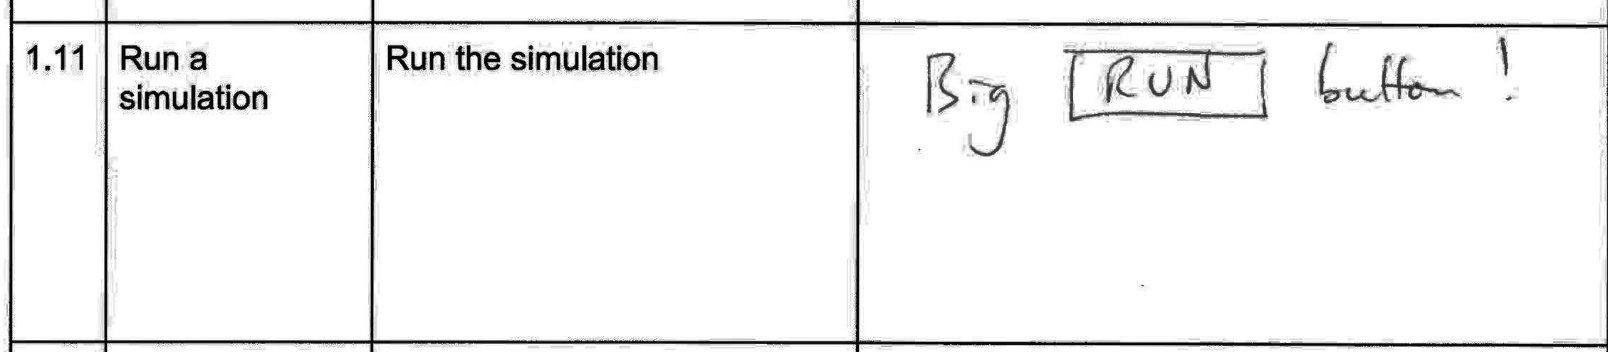 1.11 Run a simulation Run the simulation Big RUN button!